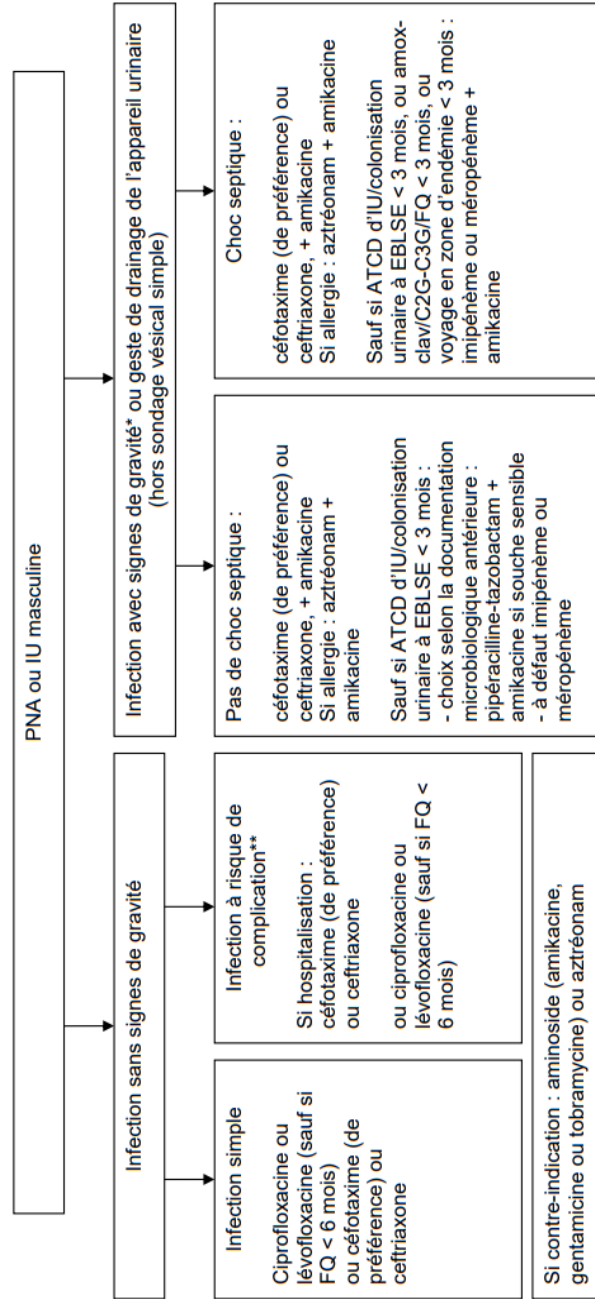 PNA ou IU masculine
Infection sans signes de gravité
Infection avec signes de gravité* ou geste de drainage de l'appareil urinaire
(hors sondage vésical simple)
Infection simple
Ciprofloxacine ou
lévofloxacine (sauf si
FQ < 6 mois)
ou céfotaxime (de
préférence) ou
ceftriaxone
Infection à risque de
complication**
Si hospitalisation :
céfotaxime (de préférence)
ou ceftriaxone
ou ciprofloxacine ou
lévofloxacine (sauf si FQ <
6 mois)
Si contre-indication : aminoside (amikacine,
gentamicine ou tobramycine) ou aztréonam
Pas de choc septique :
céfotaxime (de préférence) ou
ceftriaxone, + amikacine
Si allergie : aztréonam +
amikacine
Sauf si ATCD d'IU/colonisation
urinaire à EBLSE < 3 mois :
- choix selon la documentation
microbiologique antérieure :
pipéracilline-tazobactam +
amikacine si souche sensible
- à défaut imipénème ou
méropénème
Choc septique :
céfotaxime (de préférence) ou
ceftriaxone, + amikacine
Si allergie : aztréonam + amikacine
Sauf si ATCD d'IU/colonisation
urinaire à EBLSE < 3 mois, ou amox-
clav/C2G-C3G/FQ < 3 mois, ou
voyage en zone d'endémie < 3 mois :
imipénème ou méropénème +
amikacine